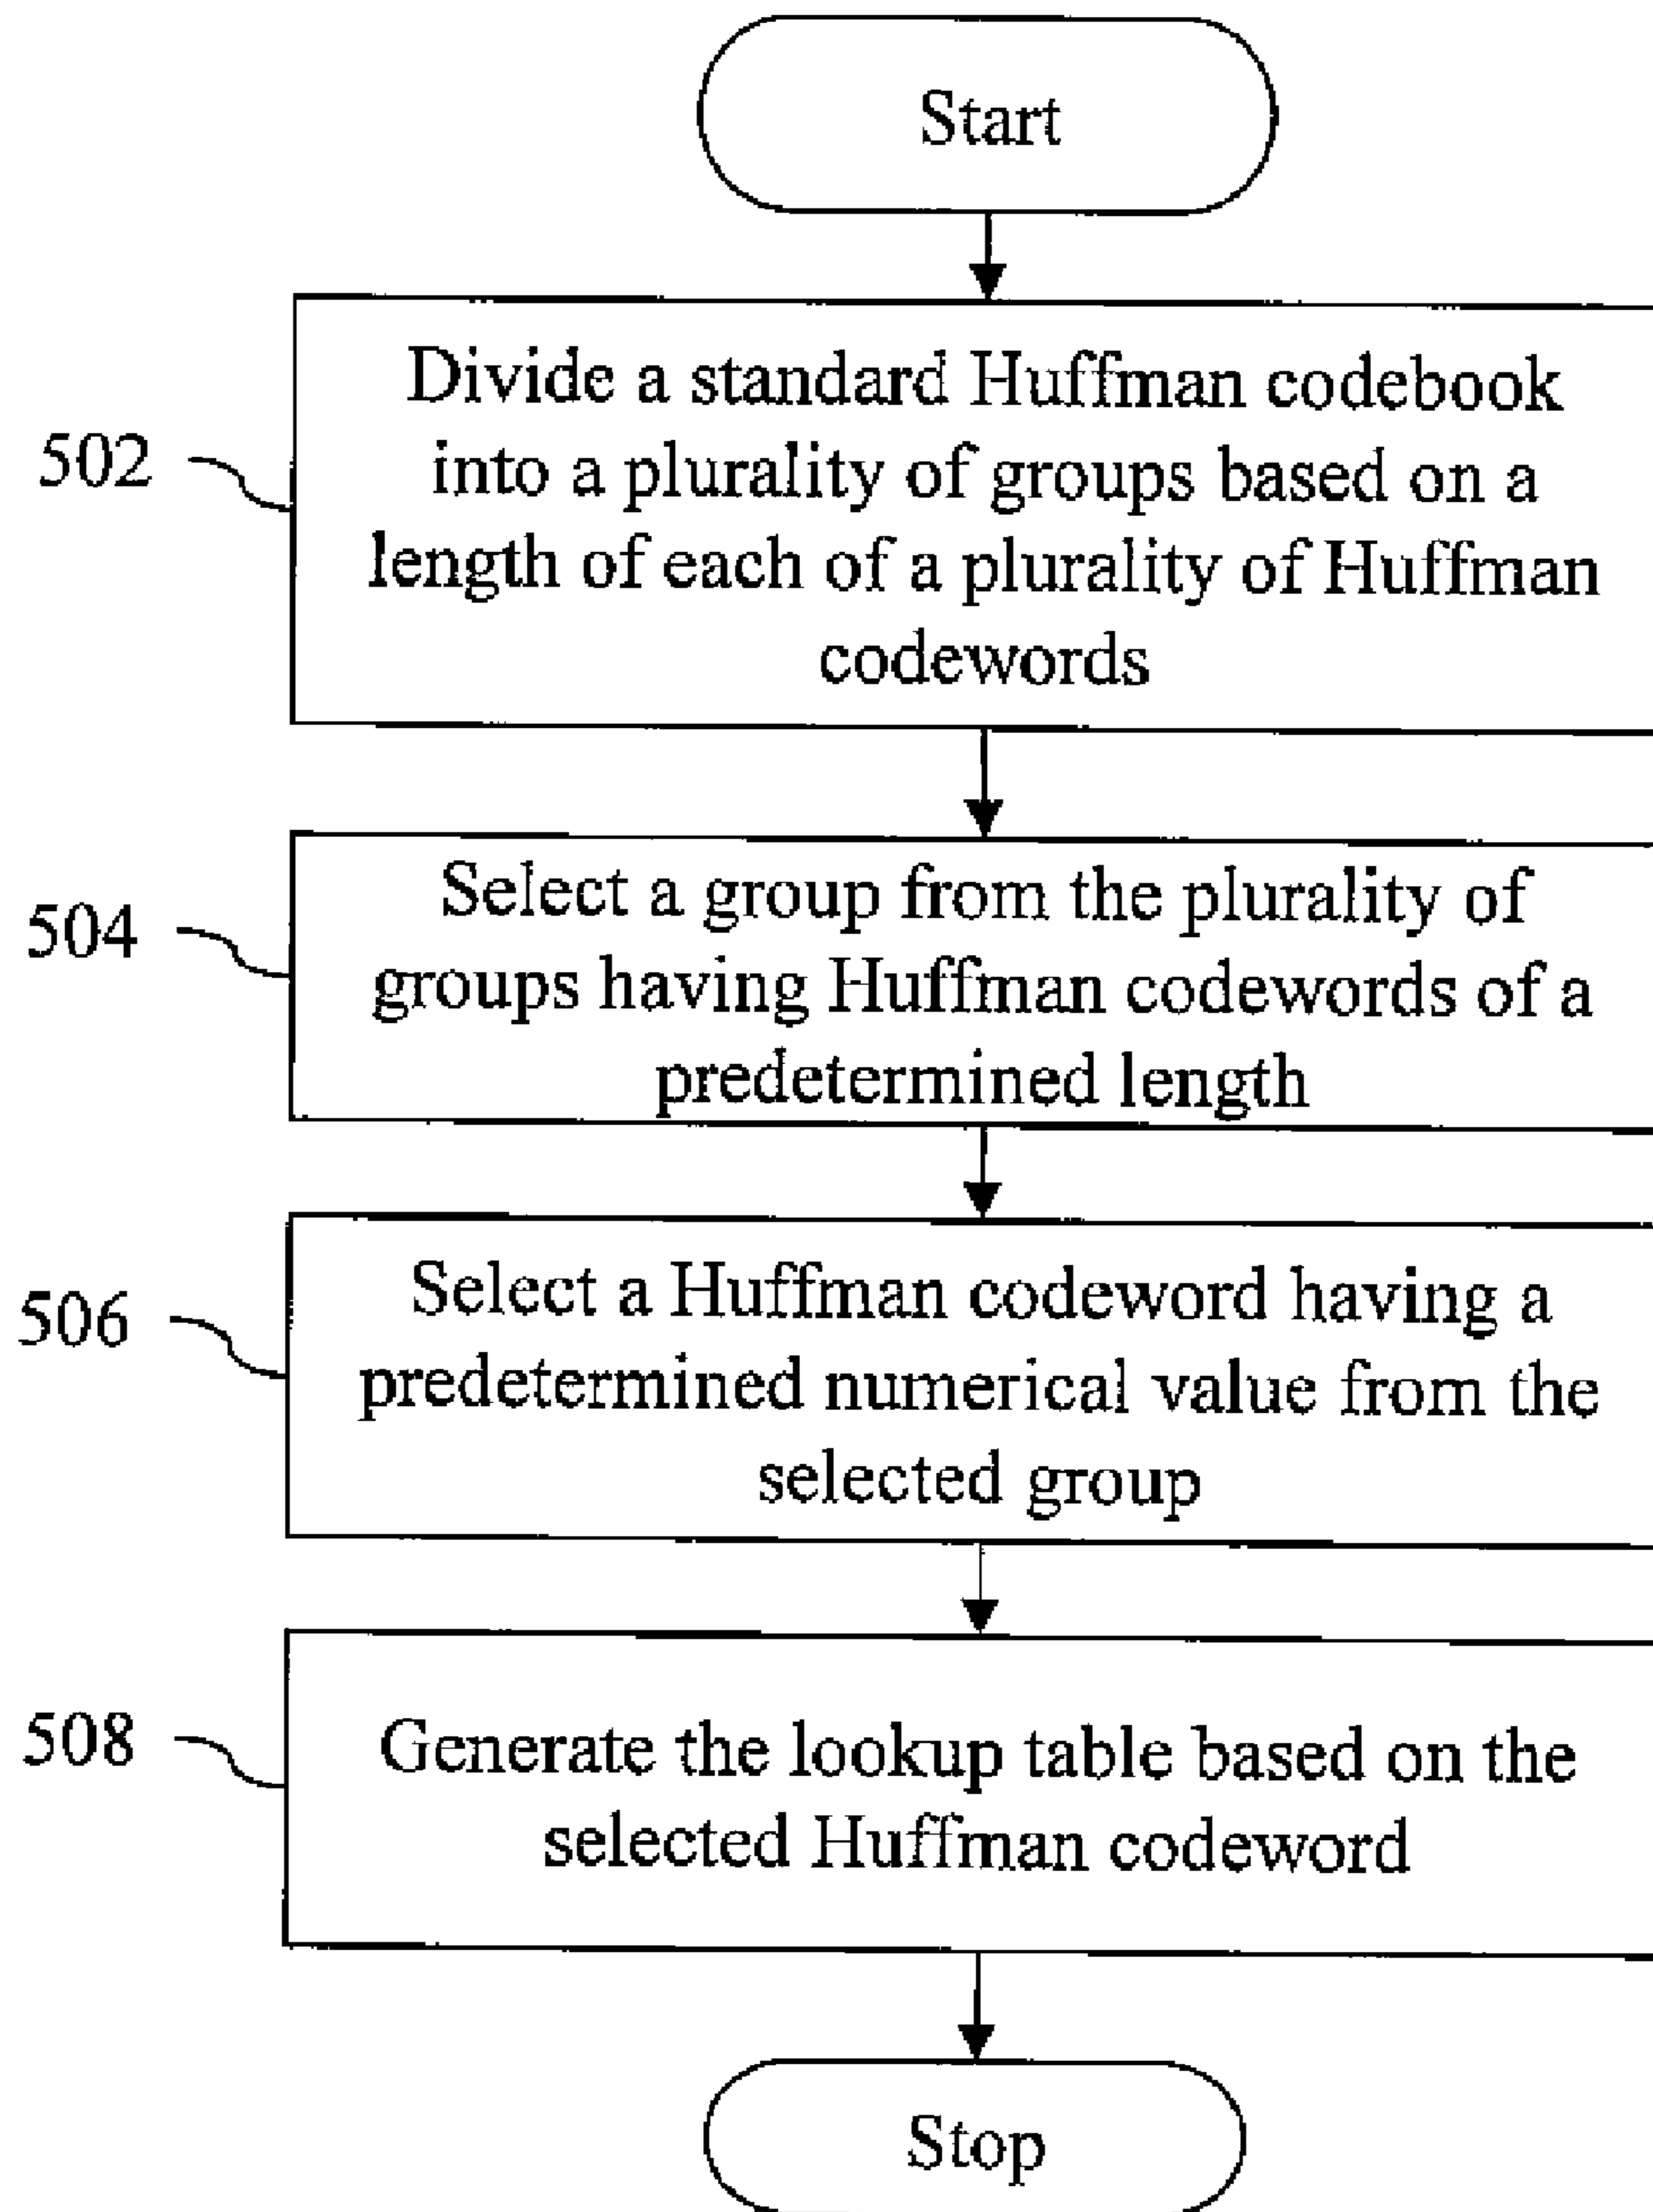 Start
502
Divide a standard Huffman codebook
into a plurality of groups based on a
length of each of a plurality of Huffman
codewords
504
Select a group from the plurality of
groups having Huffman codewords of a
predetermined length
506
Select a Huffman codeword having a
predetermined numerical value from the
selected group
508
Generate the lookup table based on the
selected Huffman codeword
Stop